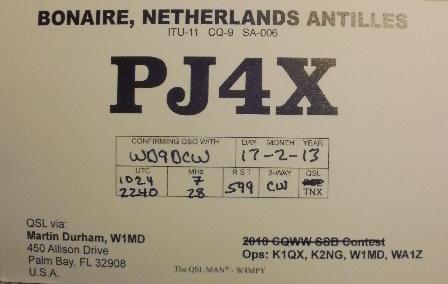 BONAIRE, NETHERLANDS ANTILLES
ITU-11 CQ-9 SA-006
PJ4X
CONFIRMING QSO WITH DAY MONTH YEAR
WD9DCW 17-2-13
UTC MHz R S T 2-WAY QSL
1024 7 599 CW TNX
2240 28
QSL via:
Martin Durham, W1MD
450 Allison Drive
Palm Bay, FL 32908
U.S.A.
2010 CQWW SSB Contest
Ops: K1QX, K2NG, W1MD, WA1Z
The QSL MAN® - W4MPY